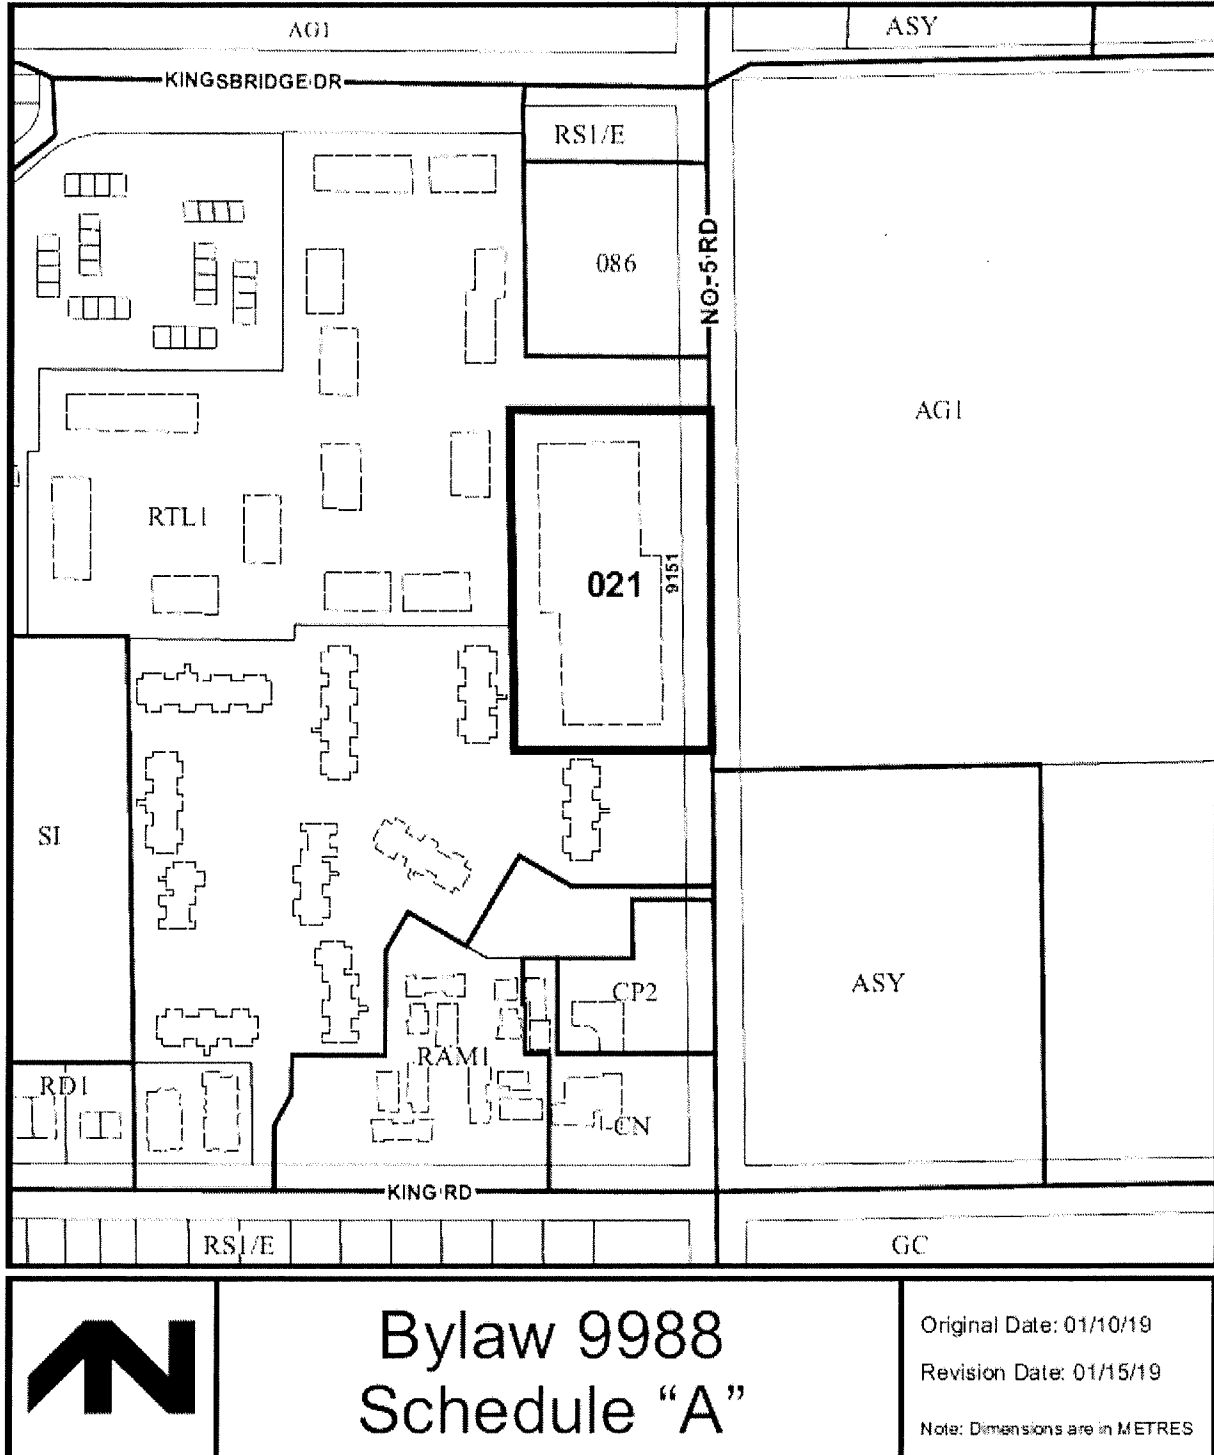 AG1
ASY
KINGSBRIDGE DR
RS1/E
086
NO. 5 RD
AG1
RTL1
021
9151
SI
ASY
CP2
RAM1
RD1
CN
KING RD
RS1/E
GC
Bylaw 9988
Schedule “A”
Original Date: 01/10/19
Revision Date: 01/15/19
Note: Dimensions are in METRES